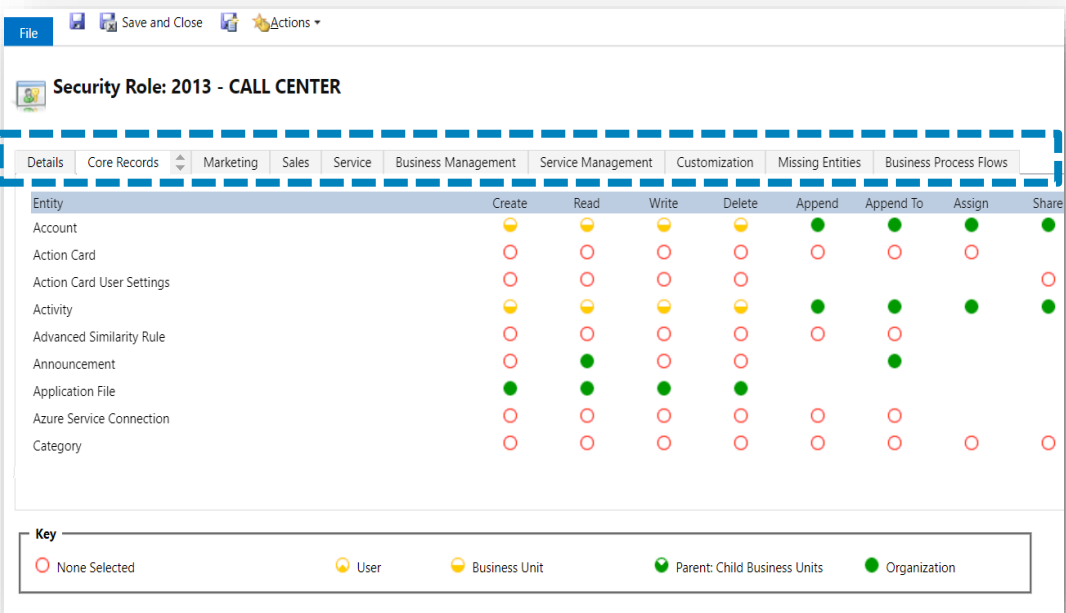 File Save and Close Actions
Security Role: 2013 - CALL CENTER
Details Core Records Marketing Sales Service Business Management Service Management Customization Missing Entities Business Process Flows
Entity Create Read Write Delete Append Append To Assign Share
Account
Action Card
Action Card User Settings
Activity
Advanced Similarity Rule
Announcement
Application File
Azure Service Connection
Category
Key
None Selected User Business Unit Parent: Child Business Units Organization